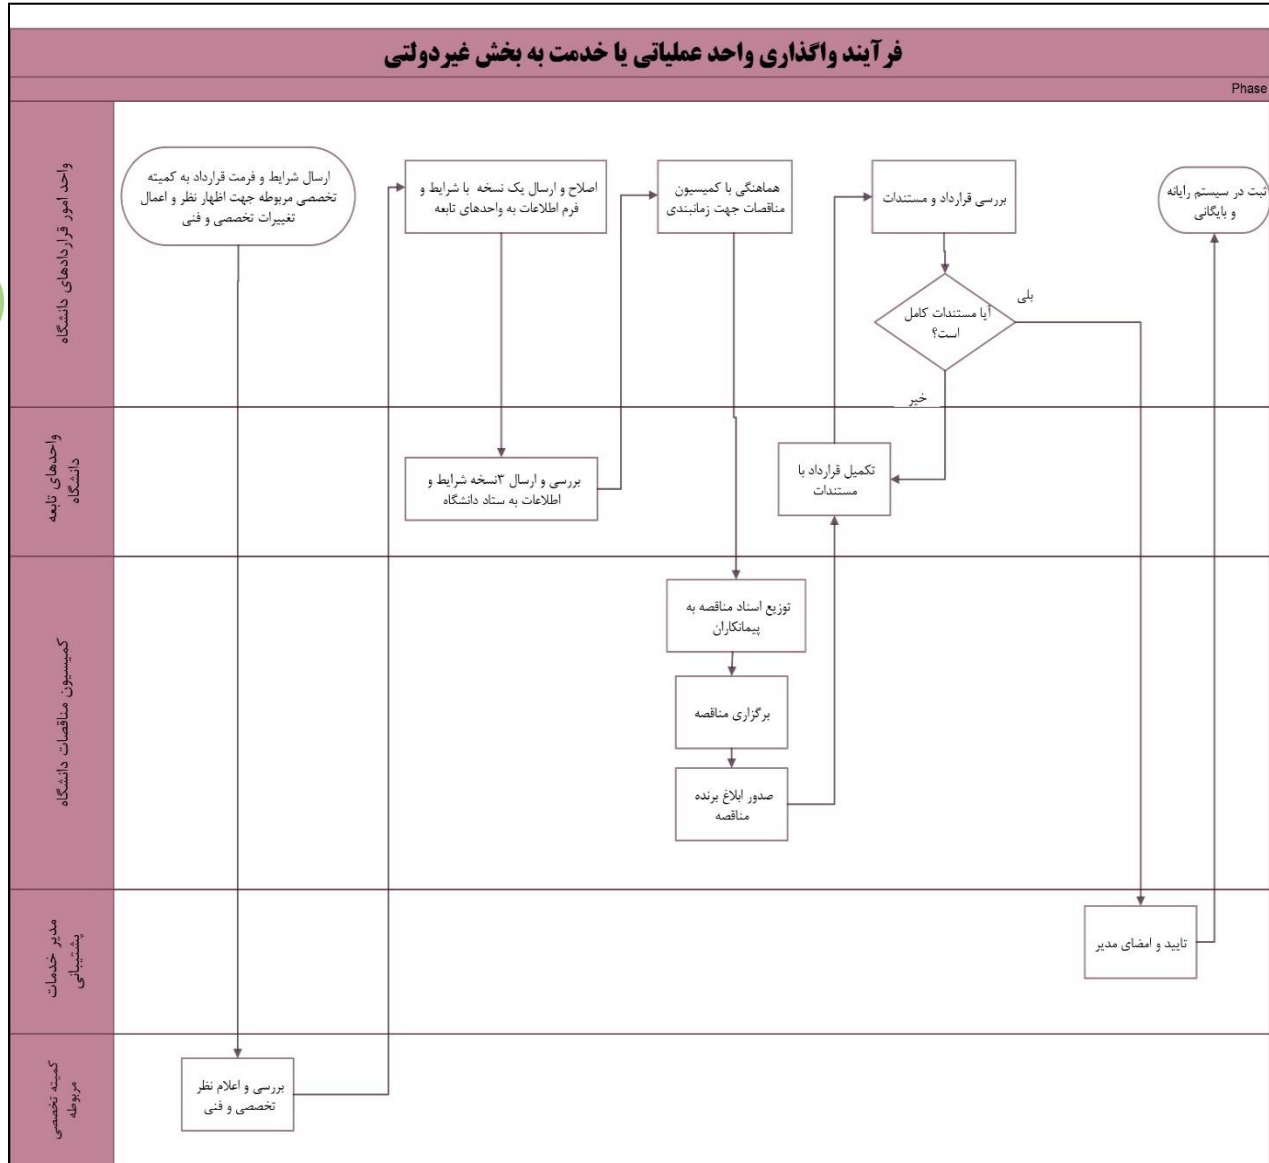 فرآیند واگذاری واحد عملیاتی یا خدمت به بخش غیردولتی
Phase
واحد امور قراردادهای دانشگاه
ارسال شرایط و فرمت قرارداد به کمیته
تخصصی مربوطه جهت اظهار نظر و اعمال
تغییرات تخصصی و فنی
اصلاح و ارسال یک نسخه با شرایط و
فرم اطلاعات به واحدهای تابعه
هماهنگی با کمیسیون
مناقصات جهت زمانبندی
بررسی قرارداد و مستندات
ثبت در سیستم رایانه
و بایگانی
آیا مستندات کامل
است؟
بلی
خیر
واحدهای تابعه
دانشگاه
بررسی و ارسال ۳نسخه شرایط و
اطلاعات به ستاد دانشگاه
تکمیل قرارداد با
مستندات
کمیسیون مناقصات دانشگاه
توزیع اسناد مناقصه به
پیمانکاران
برگزاری مناقصه
صدور ابلاغ برنده
مناقصه
مدیر خدمات
پشتیبانی
تایید و امضای مدیر
کمیته تخصصی
مربوطه
بررسی و اعلام نظر
تخصصی و فنی